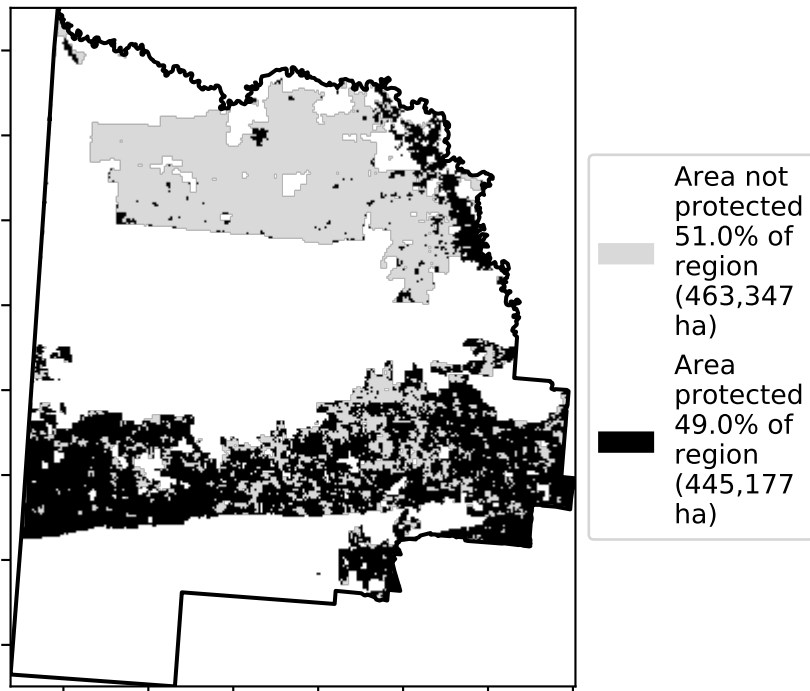 Area not
protected
51.0% of
region
(463,347
ha)
Area
protected
49.0% of
region
(445,177
ha)